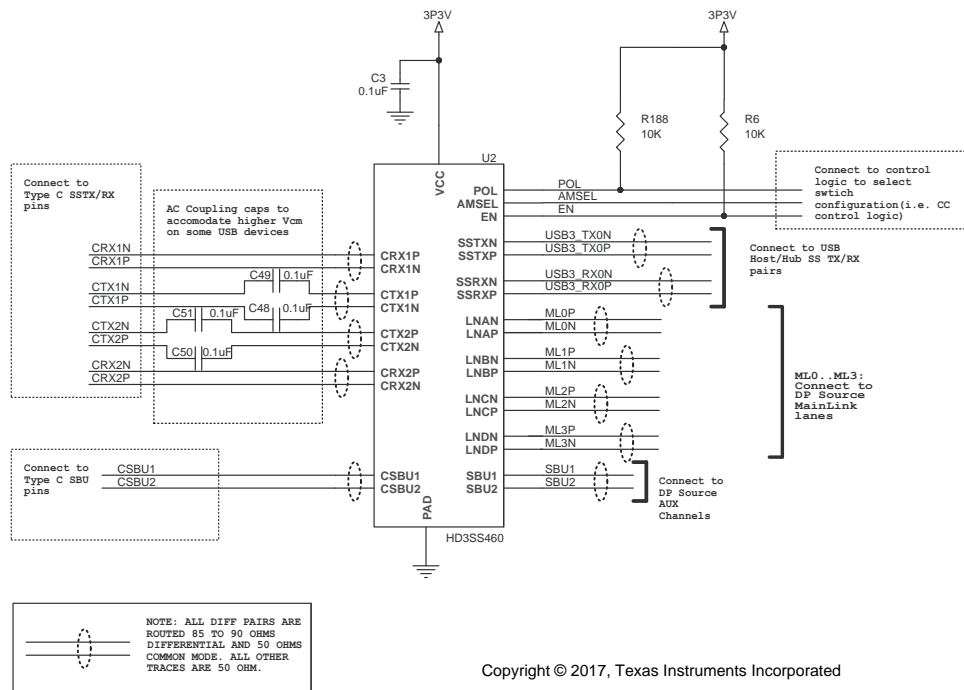 3P3V
3P3V
C3
0.1uF
R188
10K
R6
10K
U2
VCC
Connect to
Type C SSTX/RX
pins
AC Coupling caps to
accomodate higher Vcm
on some USB devices
Connect to control
logic to select
swtich
configuration(i.e. CC
control logic)
POL
POL
AMSEL
AMSEL
EN
EN
CRX1N
CRX1P
CRX1P
CRX1N
C49
0.1uF
CTX1N
CTX1P
CTX1P
CTX1N
C51
0.1uF
C48
0.1uF
CTX2N
CTX2P
CTX2P
CTX2N
C50
0.1uF
CRX2N
CRX2P
CRX2P
CRX2N
SSTXN
USB3_TX0N
SSTXP
USB3_TX0P
SSRXN
USB3_RX0N
SSRXP
USB3_RX0P
Connect to USB
Host/Hub SS TX/RX
pairs
LNAN
ML0P
LNAP
ML0N
LNBN
ML1P
LNBP
ML1N
LNCN
ML2P
LNCP
ML2N
LNDN
ML3P
LNDP
ML3N
ML0..ML3:
Connect to
DP Source
MainLink
lanes
Connect to
Type C SBU
pins
CSBU1
CSBU2
CSBU1
CSBU2
SBU1
SBU1
SBU2
SBU2
Connect to
DP Source
AUX
Channels
PAD
HD3SS460
NOTE: ALL DIFF PAIRS ARE
ROUTED 85 TO 90 OHMS
DIFFERENTIAL AND 50 OHMS
COMMON MODE. ALL OTHER
TRACES ARE 50 OHM.
Copyright © 2017, Texas Instruments Incorporated